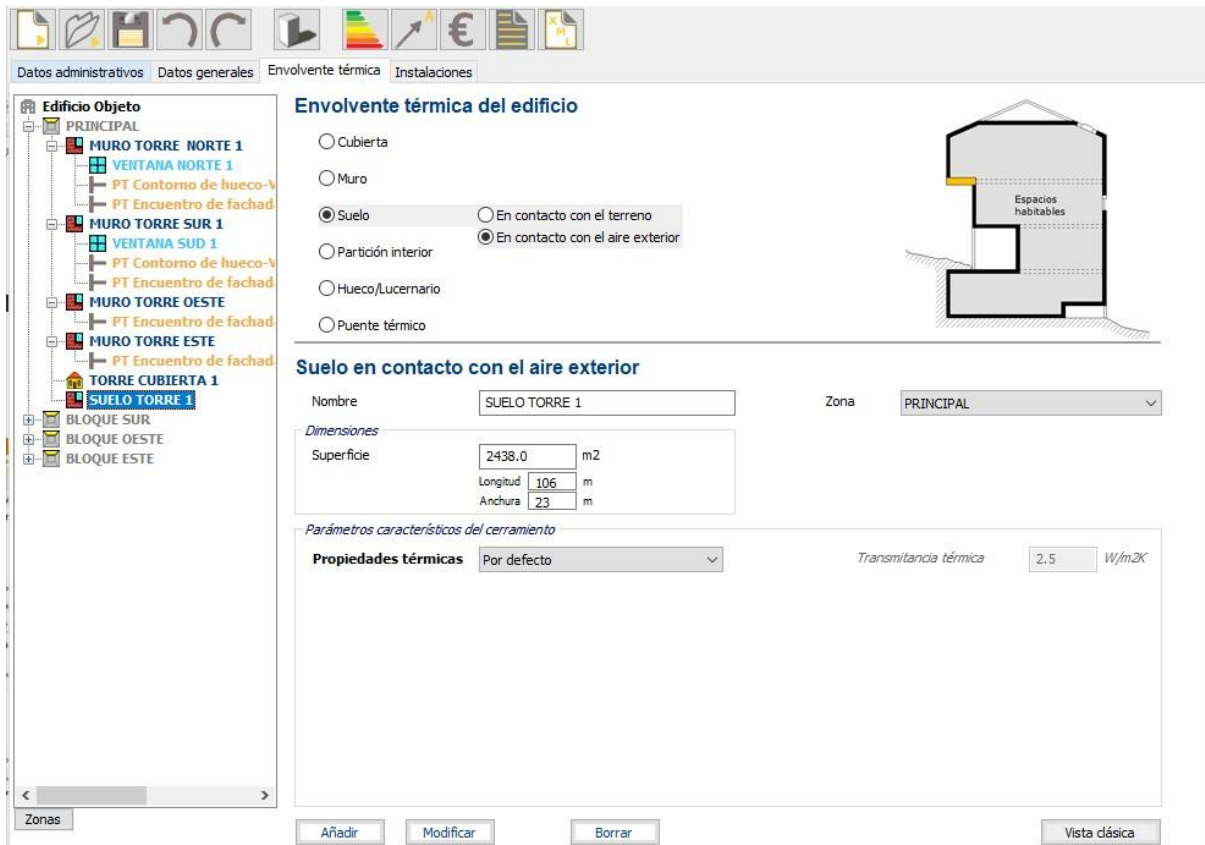 A
€
X
M
L
Datos administrativos Datos generales Envolvente térmica Instalaciones
Edificio Objeto
PRINCIPAL
MURO TORRE NORTE 1
VENTANA NORTE 1
PT Contorno de hueco-V
PT Encuentro de fachad
MURO TORRE SUR 1
VENTANA SUD 1
PT Contorno de hueco-V
PT Encuentro de fachad
MURO TORRE OESTE
PT Encuentro de fachad
MURO TORRE ESTE
PT Encuentro de fachad
TORRE CUBIERTA 1
SUELO TORRE 1
BLOQUE SUR
BLOQUE OESTE
BLOQUE ESTE
Zonas
Envolvente térmica del edificio
Cubierta
Muro
Suelo
En contacto con el terreno
En contacto con el aire exterior
Partición interior
Hueco/Lucernario
Puente térmico
Espacios
habitables
Suelo en contacto con el aire exterior
Nombre SUELO TORRE 1 Zona PRINCIPAL
Dimensiones
Superficie 2438.0 m2
Longitud 106 m
Anchura 23 m
Parámetros característicos del cerramiento
Propiedades térmicas Por defecto Transmitancia térmica 2.5 W/m2K
Añadir Modificar Borrar Vista clásica